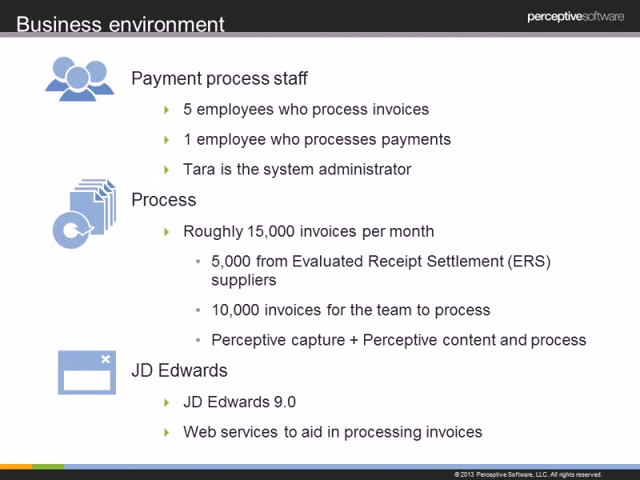 Business environment
perceptivesoftware
Payment process staff
5 employees who process invoices
1 employee who processes payments
Tara is the system administrator
Process
Roughly 15,000 invoices per month
5,000 from Evaluated Receipt Settlement (ERS)
suppliers
10,000 invoices for the team to process
Perceptive capture + Perceptive content and process
JD Edwards
JD Edwards 9.0
Web services to aid in processing invoices
© 2013 Perceptive Software, LLC. All rights reserved.